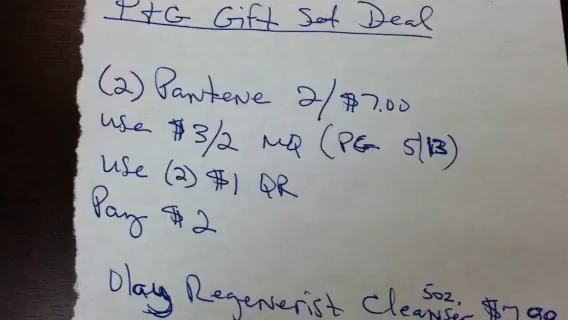 P+G Gift Set Deal
(2) Pantene 2/$7.00
use $3/2 MQ (PG 5/13)
use (2) $1 QR
Pay $2
Olay Regenerist Cleanser 5oz. $7.99